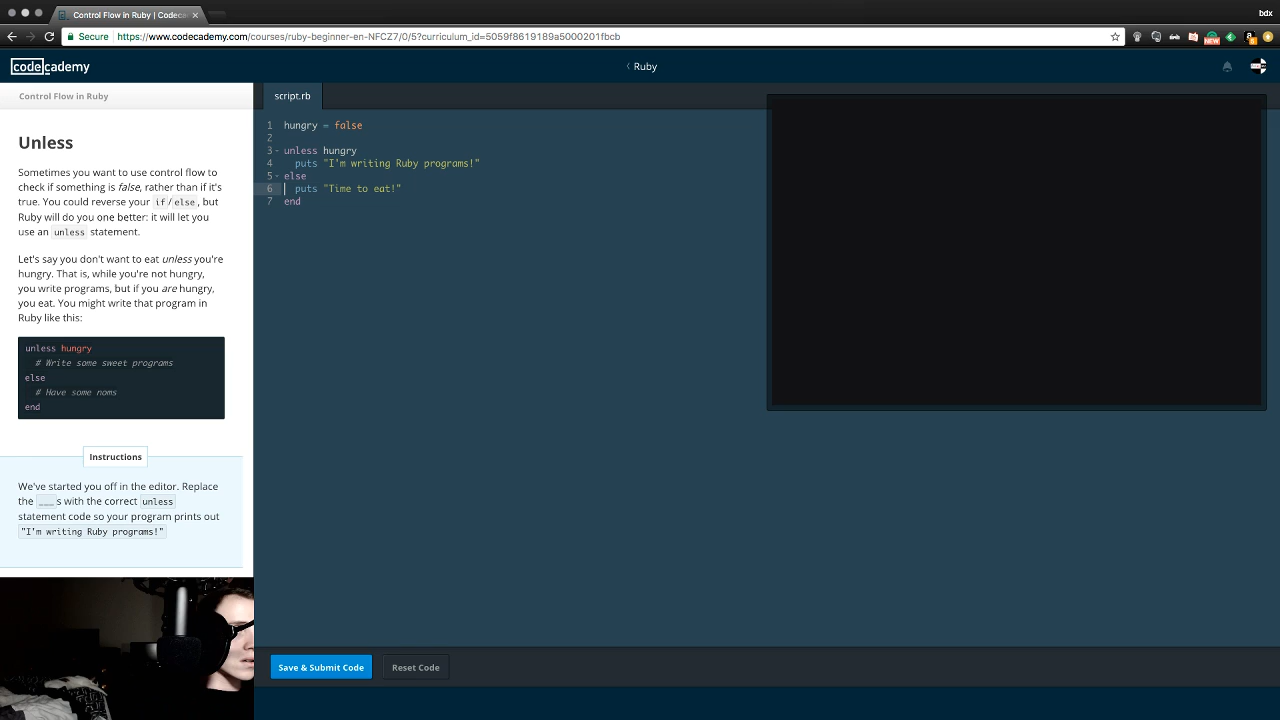 Control Flow in Ruby | Codec
bdx
Secure
https://www.codecademy.com/courses/ruby-beginner-en-NFCZ7/0/5?curriculum_id=5059f8619189a5000201fbcb
NEW
codecademy
Ruby
Control Flow in Ruby
script.rb
Unless
Sometimes you want to use control flow to
check if something is false, rather than if it's
true. You could reverse your if/else, but
Ruby will do you one better: it will let you
use an unless statement.
Let's say you don't want to eat unless you're
hungry. That is, while you're not hungry,
you write programs, but if you are hungry,
you eat. You might write that program in
Ruby like this:
unless hungry
# Write some sweet programs
else
# Have some noms
end
Instructions
We've started you off in the editor. Replace
the ___s with the correct unless
statement code so your program prints out
"I'm writing Ruby programs!"
1 hungry = false
2
3 unless hungry
4 puts "I'm writing Ruby programs!"
5 else
6 puts "Time to eat!"
7 end
Save & Submit Code
Reset Code